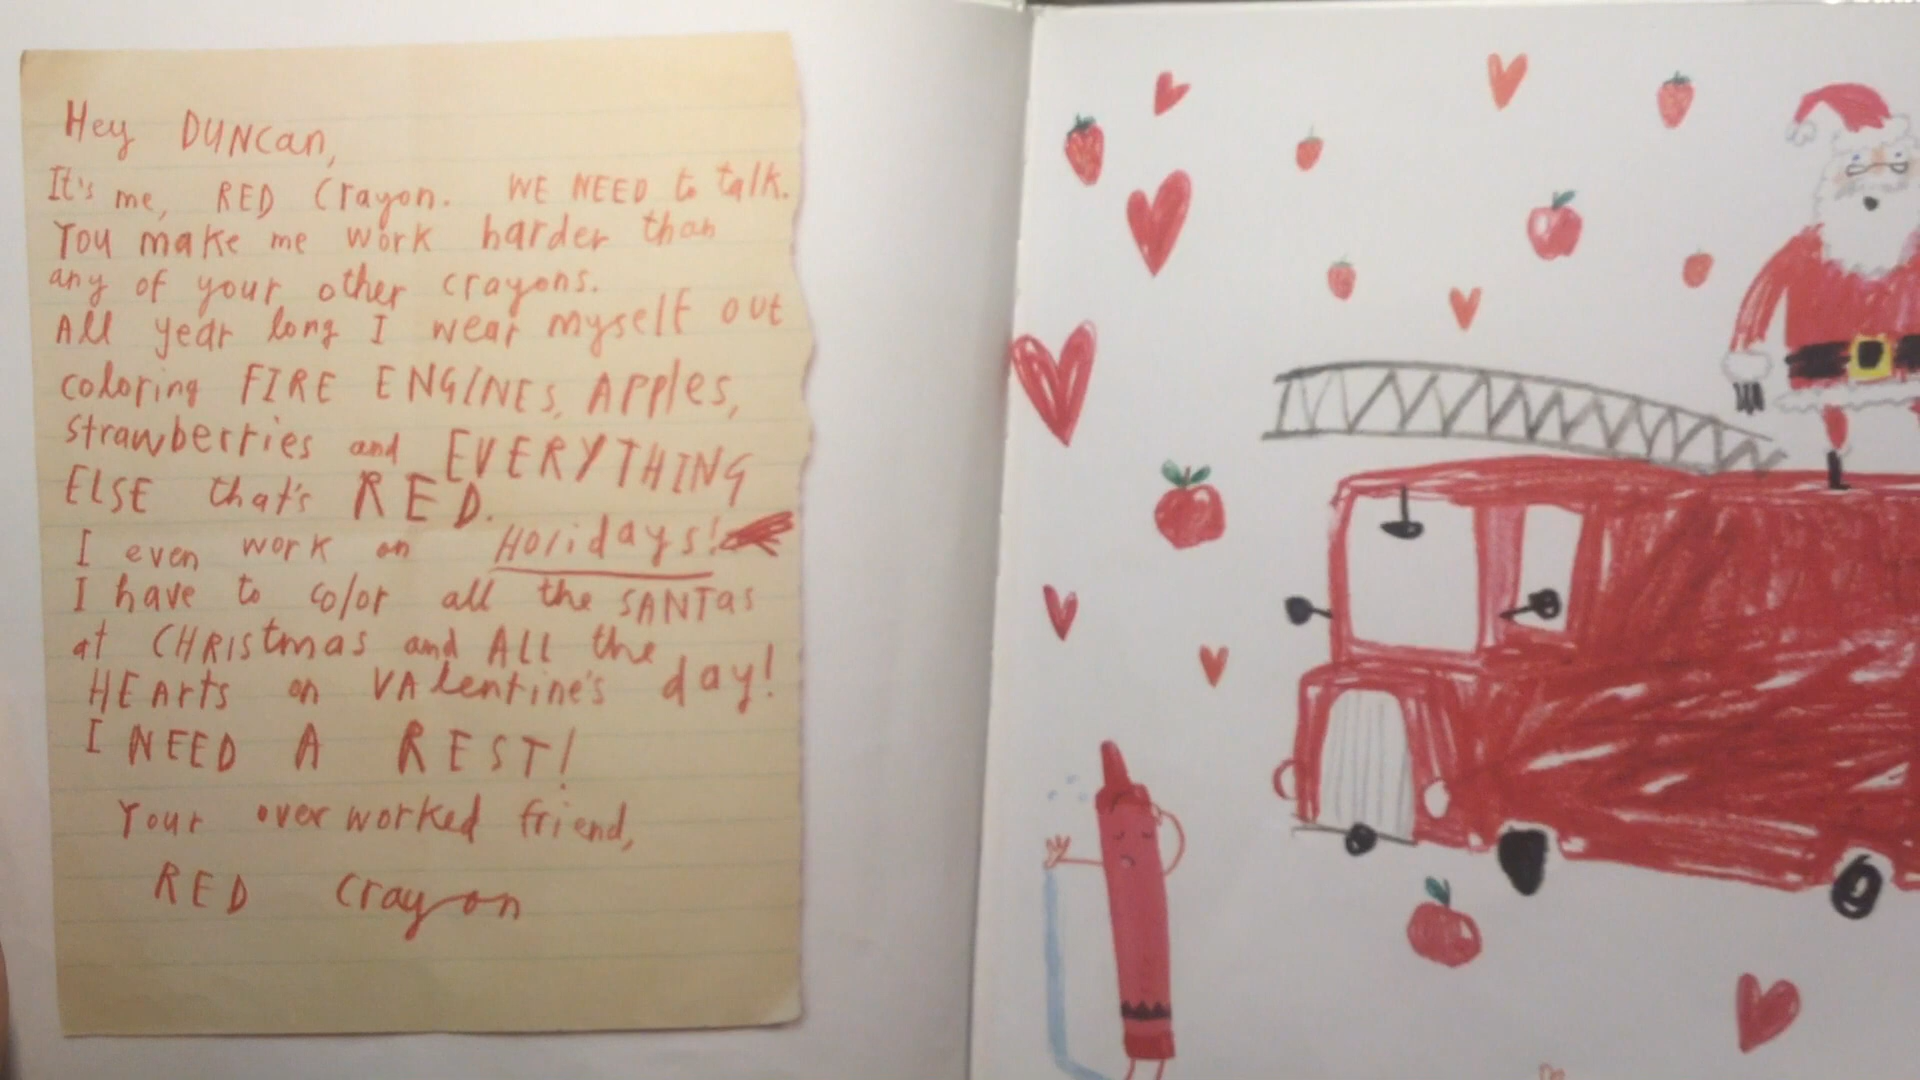 Hey DUNCan,
It's me, RED Crayon. WE NEED to talk.
You make me work harder than
any of your other crayons.
All year long I wear myself out
coloring FIRE ENGINEs, APPles,
strawberries and EVERYTHING
ELSE that's RED.
I even work on Holidays!
I have to color all the SANTas
at CHRIStmas and ALL the
HEArts on VAlentine's day!
I NEED A REST!
Your overworked friend,
RED Crayon